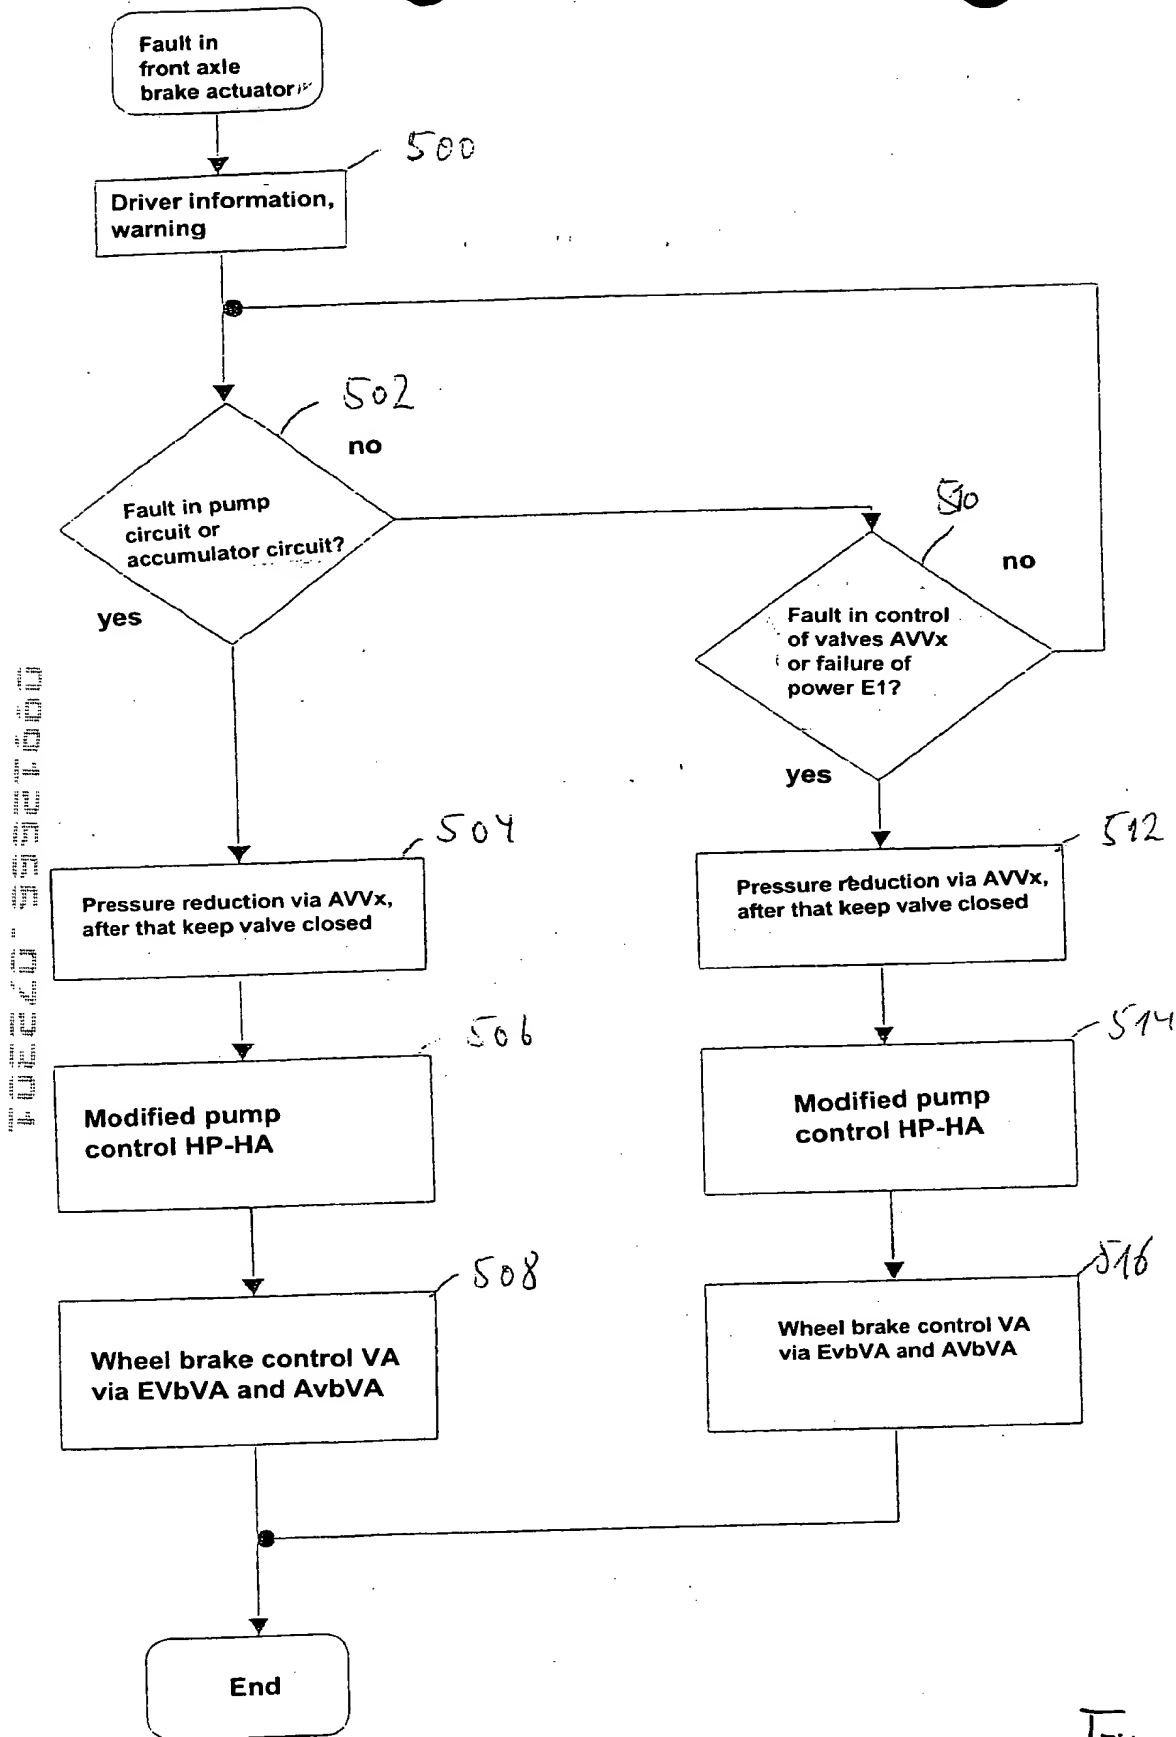 Fault in
front axle
brake actuator
500
Driver information,
warning
502
no
Fault in pump
circuit or
accumulator circuit?
yes
510
no
Fault in control
of valves AVVx
or failure of
power E1?
yes
504
Pressure reduction via AVVx,
after that keep valve closed
512
Pressure reduction via AVVx,
after that keep valve closed
506
Modified pump
control HP-HA
514
Modified pump
control HP-HA
508
Wheel brake control VA
via EVbVA and AvbVA
516
Wheel brake control VA
via EvbVA and AVbVA
End